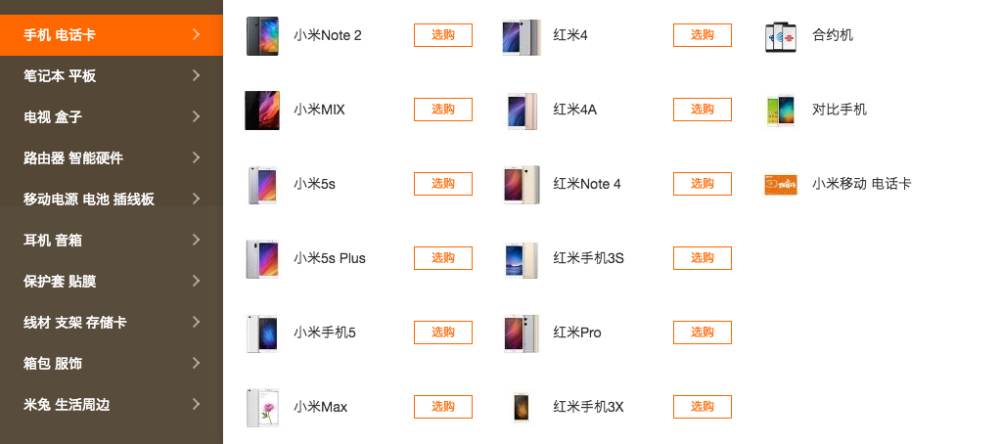 手机 电话卡
笔记本 平板
电视 盒子
路由器 智能硬件
移动电源 电池 插线板
耳机 音箱
保护套 贴膜
线材 支架 存储卡
箱包 服饰
米兔 生活周边
小米Note 2 选购
小米MIX 选购
小米5s 选购
小米5s Plus 选购
小米手机5 选购
小米Max 选购
红米4 选购
红米4A 选购
红米Note 4 选购
红米手机3S 选购
红米Pro 选购
红米手机3X 选购
合约机
对比手机
小米移动 电话卡